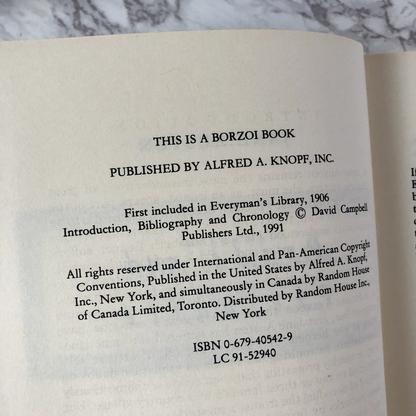 THIS IS A BORZOI BOOK
PUBLISHED BY ALFRED A. KNOPF, INC.
First included in Everyman's Library, 1906
Introduction, Bibliography and Chronology © David Campbell
Publishers Ltd., 1991
All rights reserved under International and Pan-American Copyright
Conventions, Published in the United States by Alfred A. Knopf,
Inc., New York, and simultaneously in Canada by Random House
of Canada Limited, Toronto. Distributed by Random House Inc,
New York
ISBN 0-679-40542-9
LC 91-52940